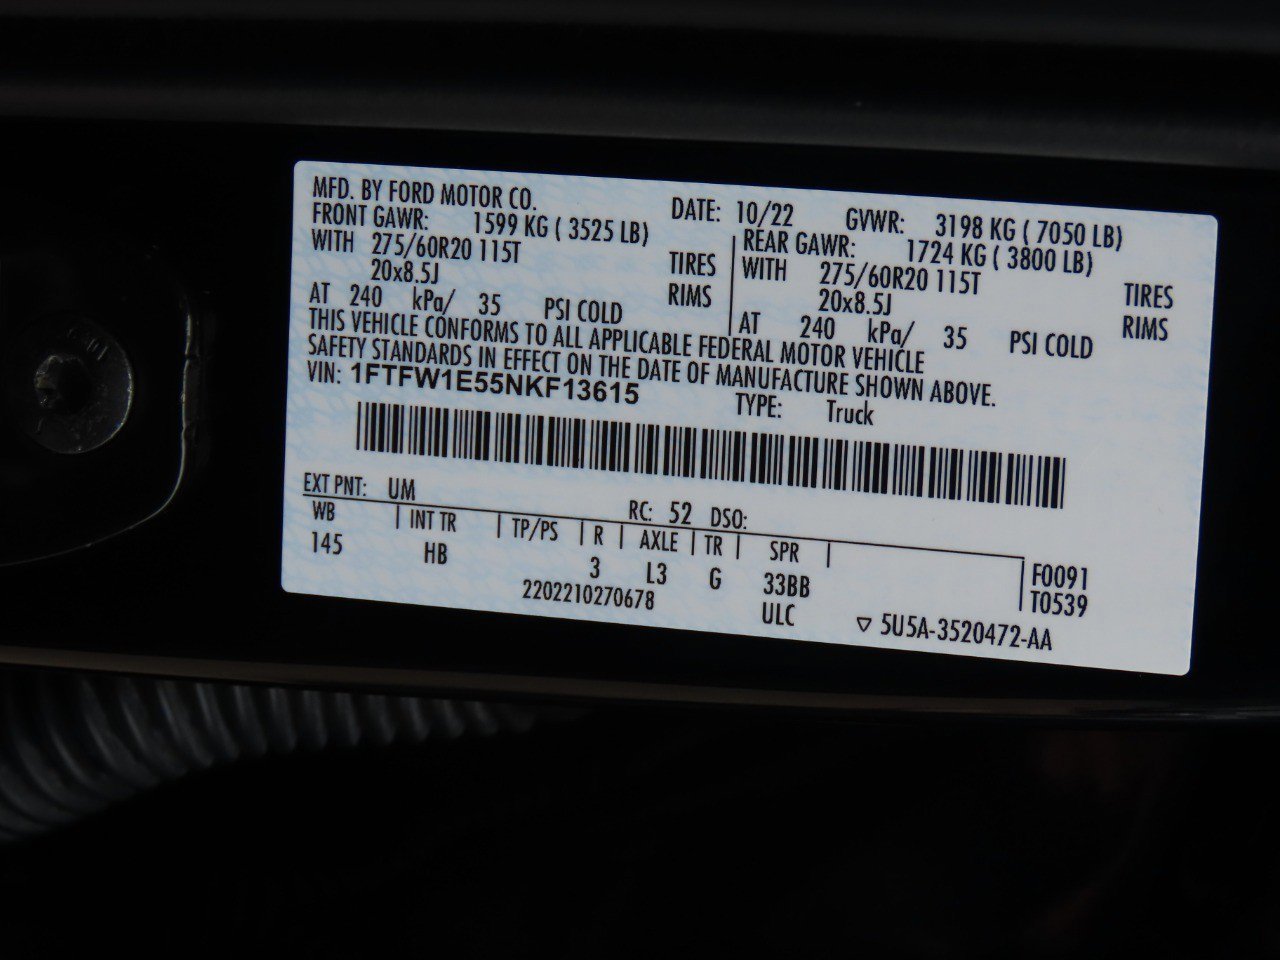 MFD. BY FORD MOTOR CO. DATE: 10/22 GVWR: 3198 KG ( 7050 LB)
FRONT GAWR: 1599 KG ( 3525 LB) REAR GAWR: 1724 KG ( 3800 LB)
WITH 275/60R20 115T TIRES WITH 275/60R20 115T TIRES
20x8.5J RIMS 20x8.5J RIMS
AT 240 kPa/ 35 PSI COLD AT 240 kPa/ 35 PSI COLD
THIS VEHICLE CONFORMS TO ALL APPLICABLE FEDERAL MOTOR VEHICLE
SAFETY STANDARDS IN EFFECT ON THE DATE OF MANUFACTURE SHOWN ABOVE.
VIN: 1FTFW1E55NKF13615 TYPE: Truck
EXT PNT: UM RC: 52 DSO:
WB INT TR TP/PS R AXLE TR SPR
145 HB 3 L3 G 33BB F0091
2202210270678 ULC T0539
▽ 5U5A-3520472-AA